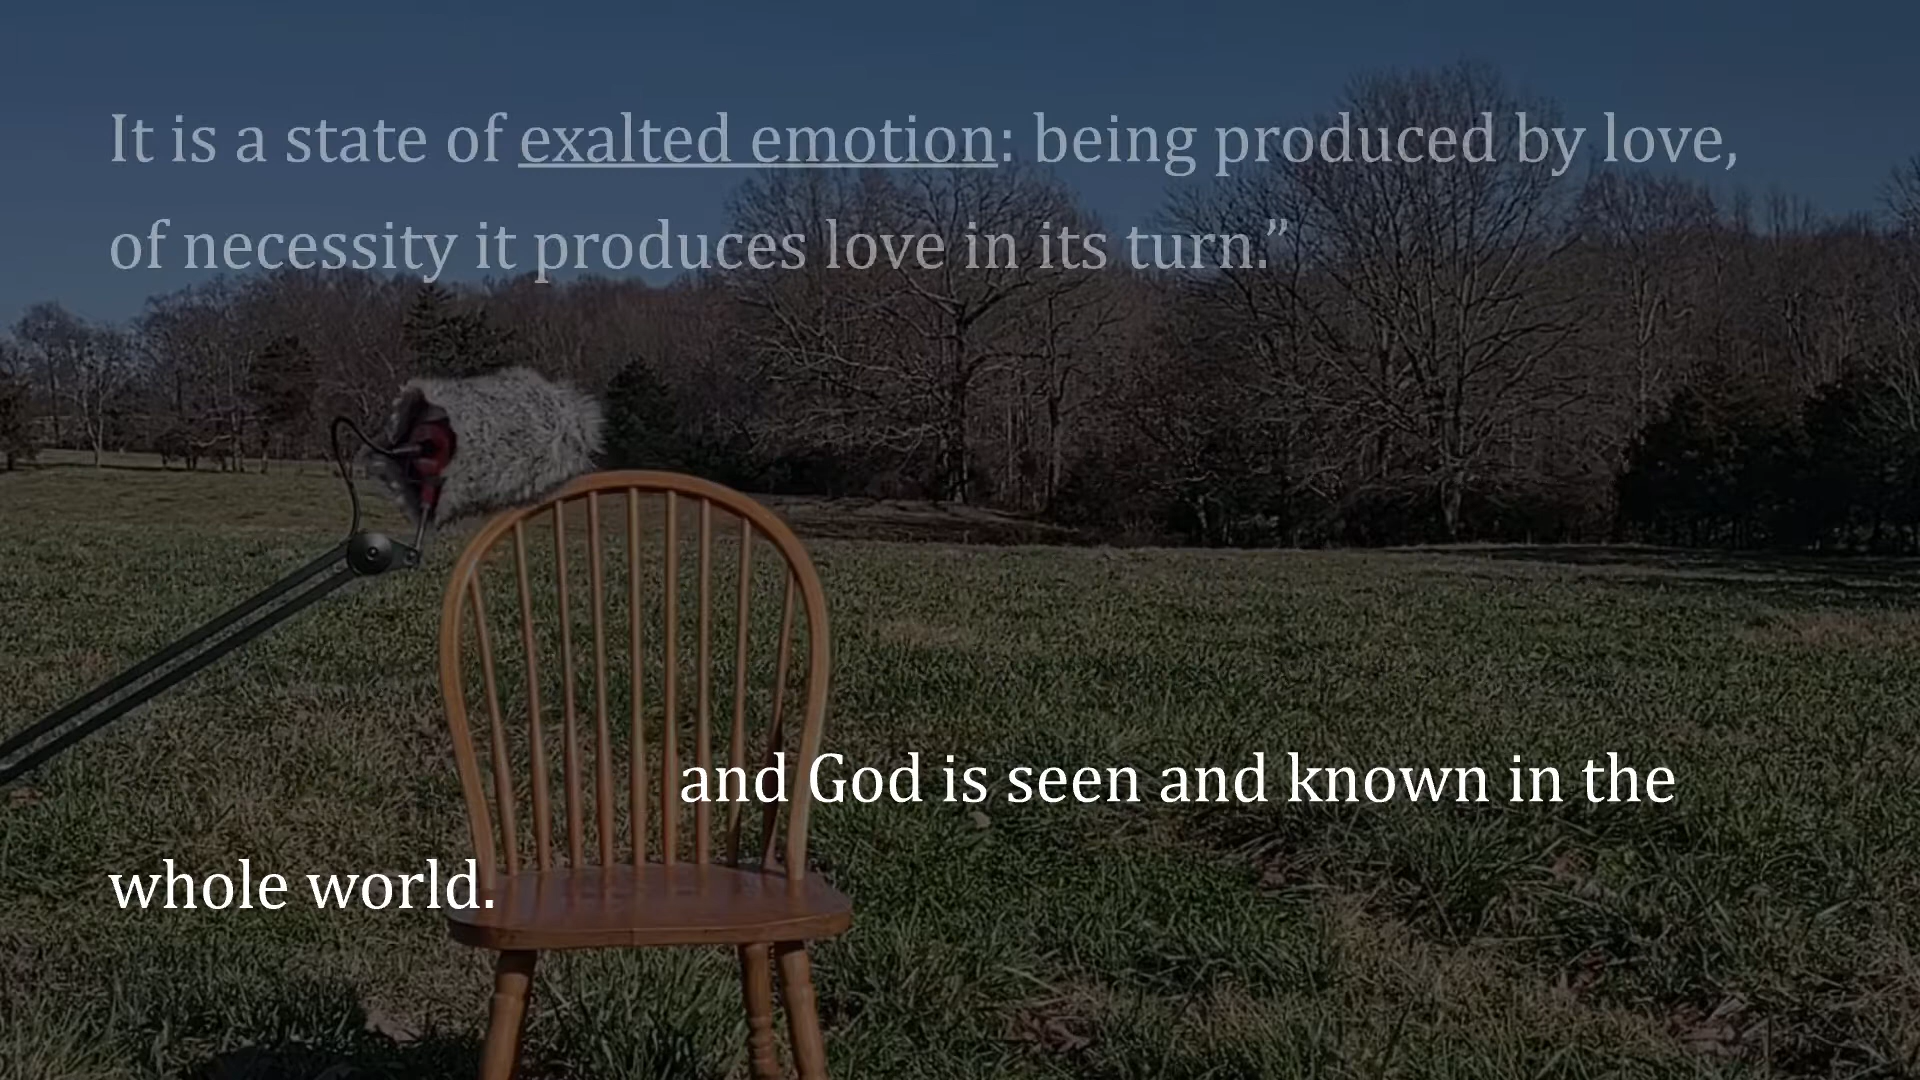 It is a state of exalted emotion: being produced by love,
of necessity it produces love in its turn.”
and God is seen and known in the
whole world.